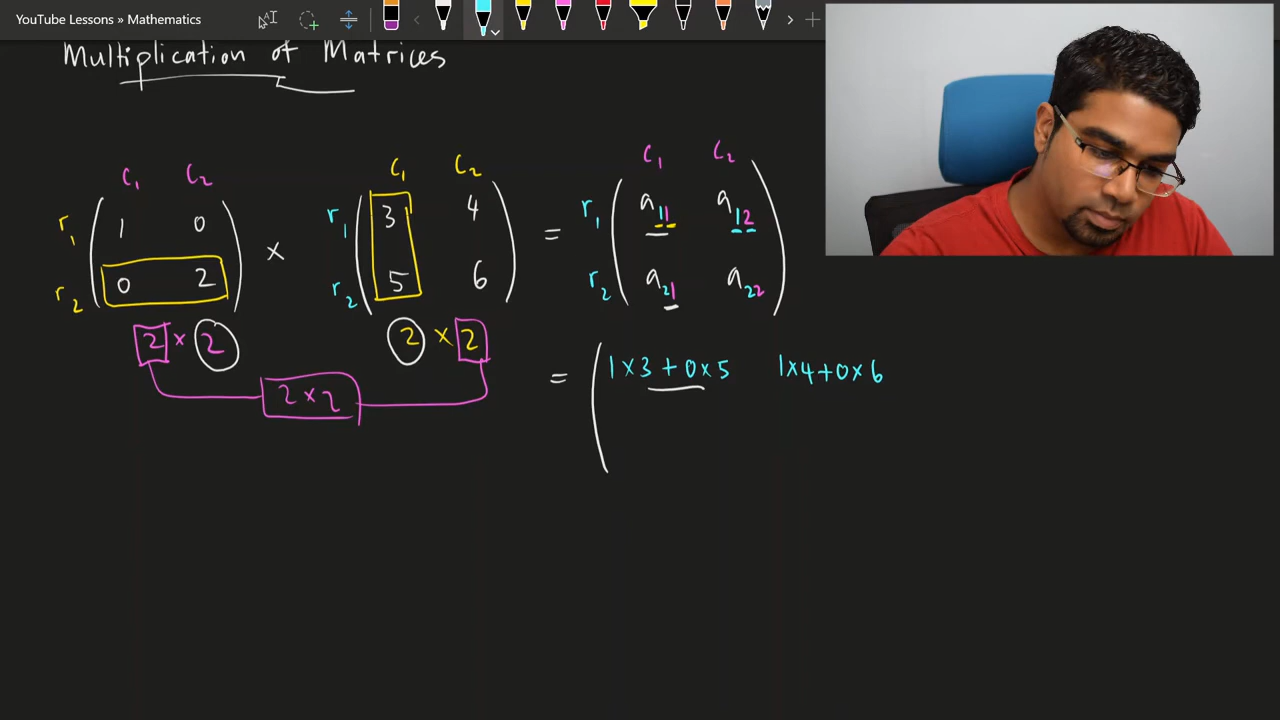 YouTube Lessons » Mathematics
Multiplication of Matrices
c₁ c₂ c₁ c₂ c₁ c₂
r₁ ( 1 0 ) r₁ ( 3 4 ) r₁ ( a₁₁ a₁₂ )
× =
r₂ ( 0 2 ) r₂ ( 5 6 ) r₂ ( a₂₁ a₂₂ )
2 × 2 2 × 2
= ( 1 × 3 + 0 × 5 1 × 4 + 0 × 6
2 × 2